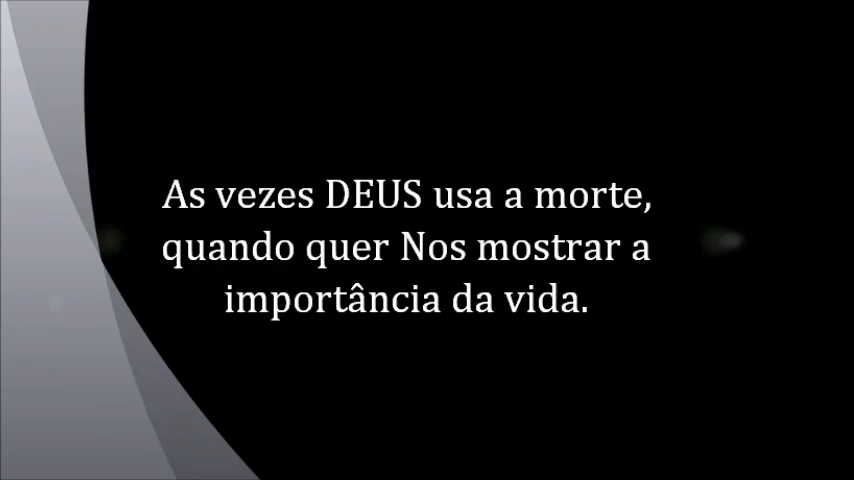 As vezes DEUS usa a morte,
quando quer Nos mostrar a
importância da vida.